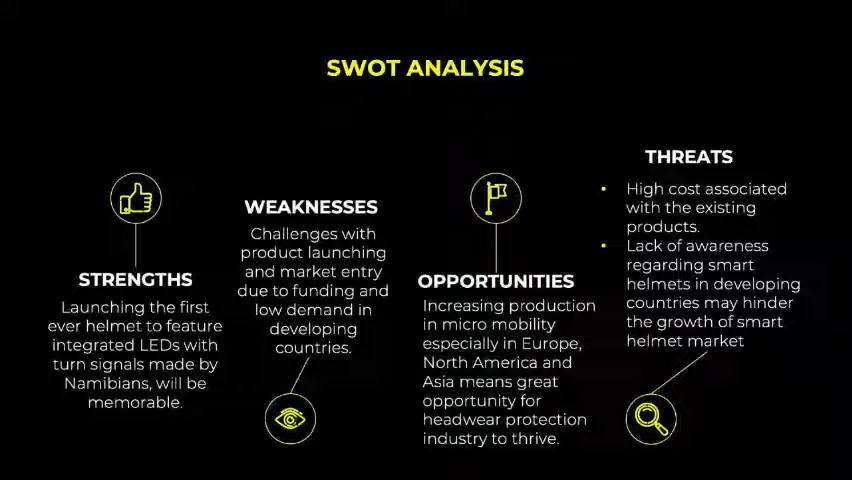 SWOT ANALYSIS
STRENGTHS
Launching the first
ever helmet to feature
integrated LEDs with
turn signals made by
Namibians, will be
memorable.
WEAKNESSES
Challenges with
product launching
and market entry
due to funding and
low demand in
developing
countries.
OPPORTUNITIES
Increasing production
in micro mobility
especially in Europe,
North America and
Asia means great
opportunity for
headwear protection
industry to thrive.
THREATS
• High cost associated
with the existing
products.
• Lack of awareness
regarding smart
helmets in developing
countries may hinder
the growth of smart
helmet market